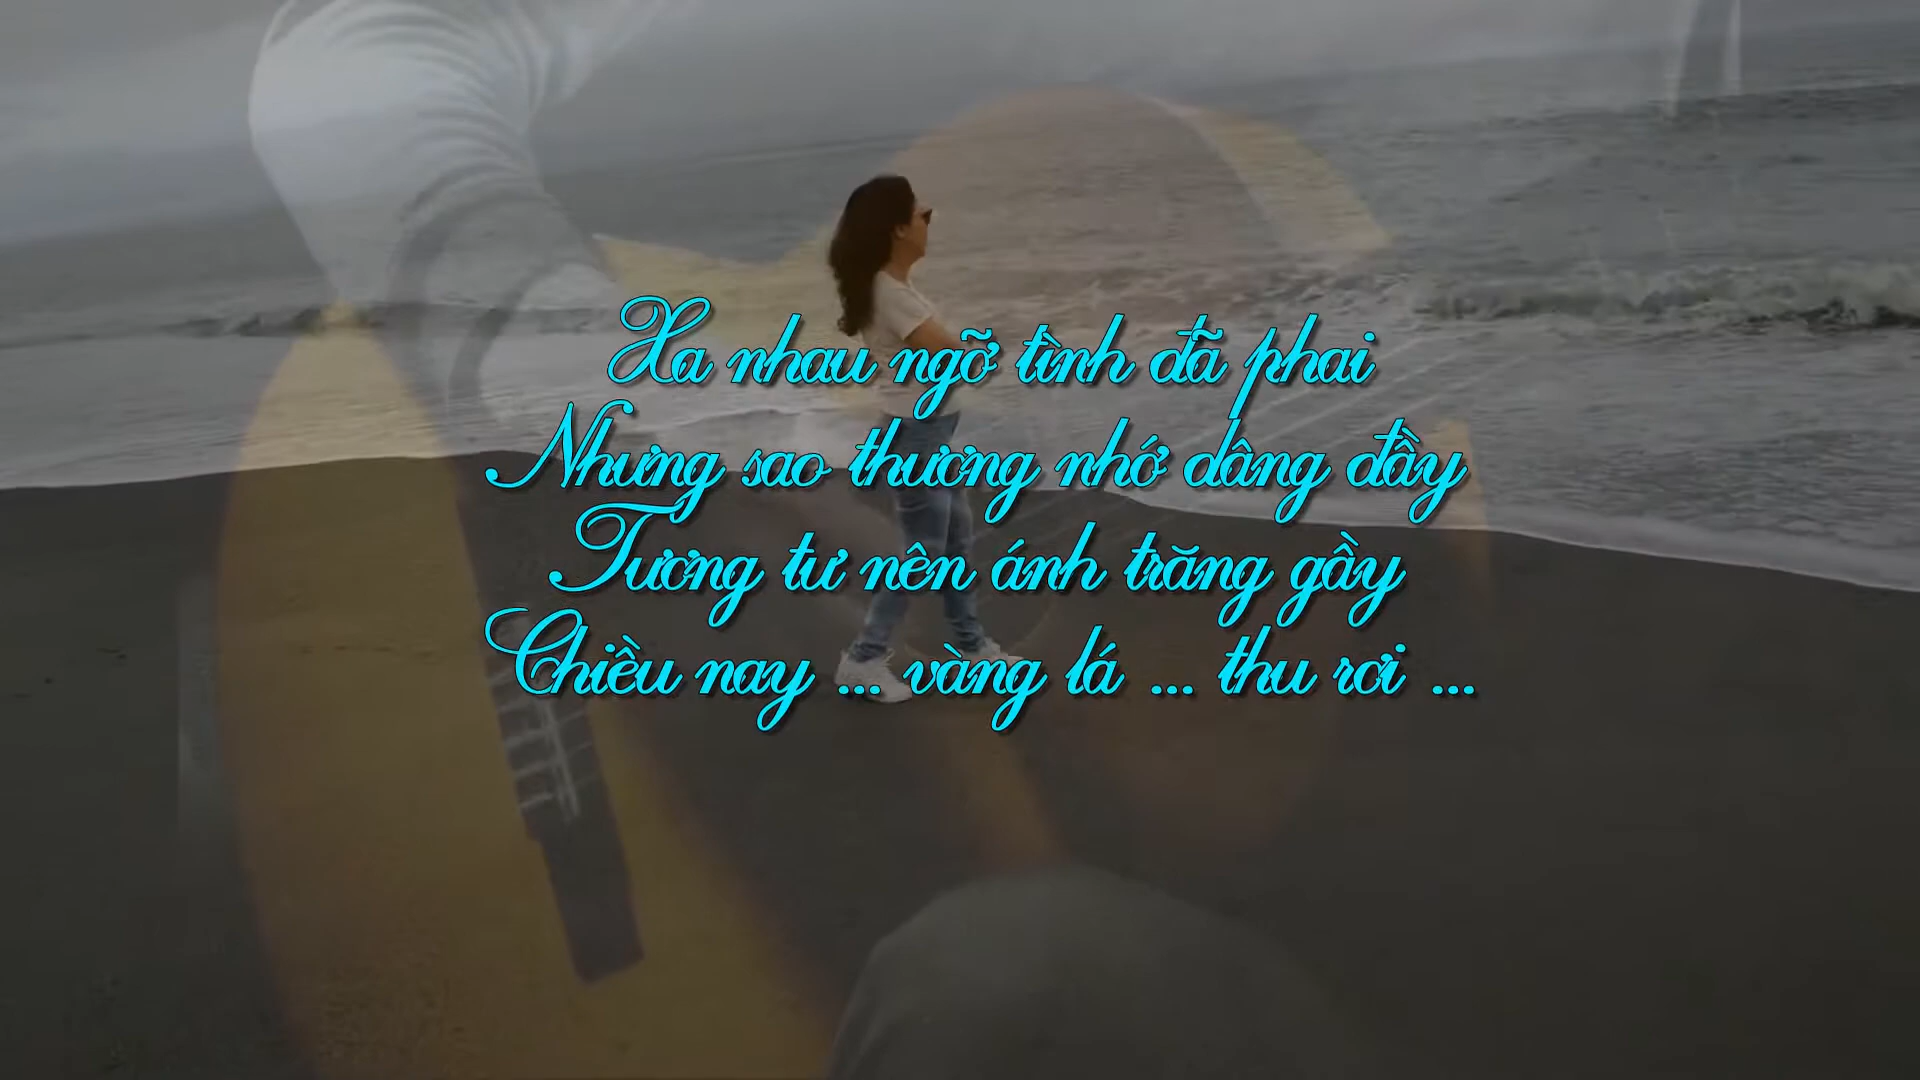 Xa nhau ngỡ tình đã phai
Nhưng sao thương nhớ dâng đầy
Tương tư nên ánh trăng gầy
Chiều nay ... vàng lá ... thu rơi ...